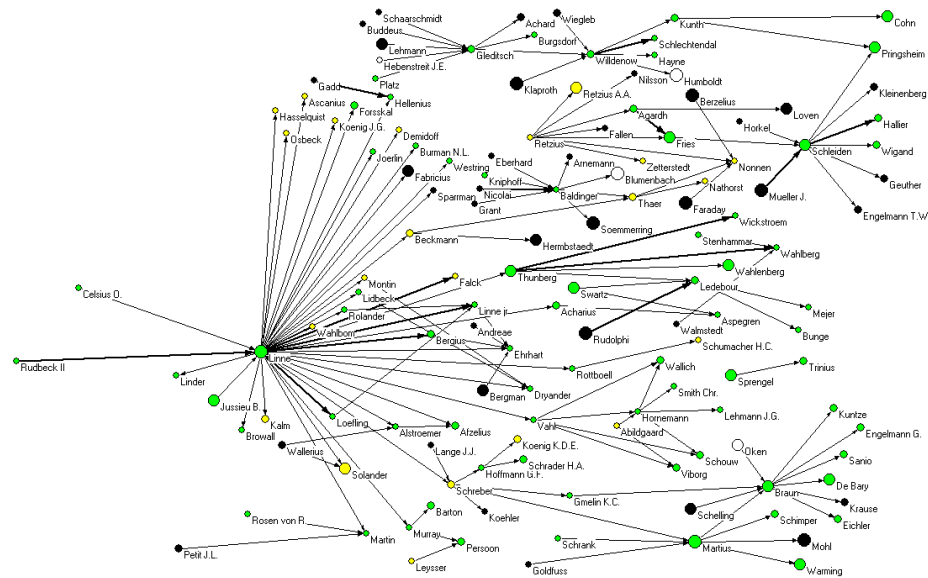 Schaarschmidt
Buddeus
Lehmann
Hebenstreit J.E.
Platz
Gleditsch
Achard
Burgsdorf
Wiegleb
Willdenow
Klaproth
Kunth
Schlechtendal
Hayne
Humboldt
Cohn
Pringsheim
Gadd
Hellenius
Ascanius
Hasselquist
Forsskal
Osbeck
Koenig J.G.
Demidoff
Joerlin
Burman N.L.
Westring
Fabricius
Sparrman
Retzius A.A.
Nilsson
Berzelius
Agardh
Loven
Fallen
Fries
Retzius
Zetterstedt
Nonnen
Horkel
Kleinenberg
Hallier
Schleiden
Wigand
Geuther
Mueller J.
Engelmann T.W
Eberhard
Arnemann
Blumenbach
Kniphoff
Nicolai
Baldinger
Grant
Soemmerring
Nathorst
Thaer
Faraday
Beckmann
Hermbstaedt
Wickstroem
Stenhammar
Wahlberg
Thunberg
Wahlenberg
Montin
Falck
Lidbeck
Celsius O.
Rolander
Linne jr.
Swartz
Acharius
Ledebour
Mejer
Aspegren
Bunge
Rudolphi
Walmstedt
Wahlbom
Andreae
Bergius
Ehrhart
Schumacher H.C.
Linne
Rudbeck II
Linder
Rottboell
Wallich
Trinius
Sprengel
Bergman
Dryander
Smith Chr.
Jussieu B.
Kalm
Loefling
Browall
Alstroemer
Afzelius
Vahl
Hornemann
Lehmann J.G.
Abildgaard
Kuntze
Engelmann G.
Wallerius
Lange J.J.
Koenig K.D.E.
Schouw
Oken
Sanio
Solander
Schrader H.A.
Hoffmann G.F.
Viborg
Schreber
Braun
De Bary
Koehler
Gmelin K.C.
Schelling
Krause
Eichler
Barton
Rosen von R.
Martin
Murray
Persoon
Schrank
Schimper
Mohl
Petit J.L.
Leysser
Goldfuss
Martius
Warming